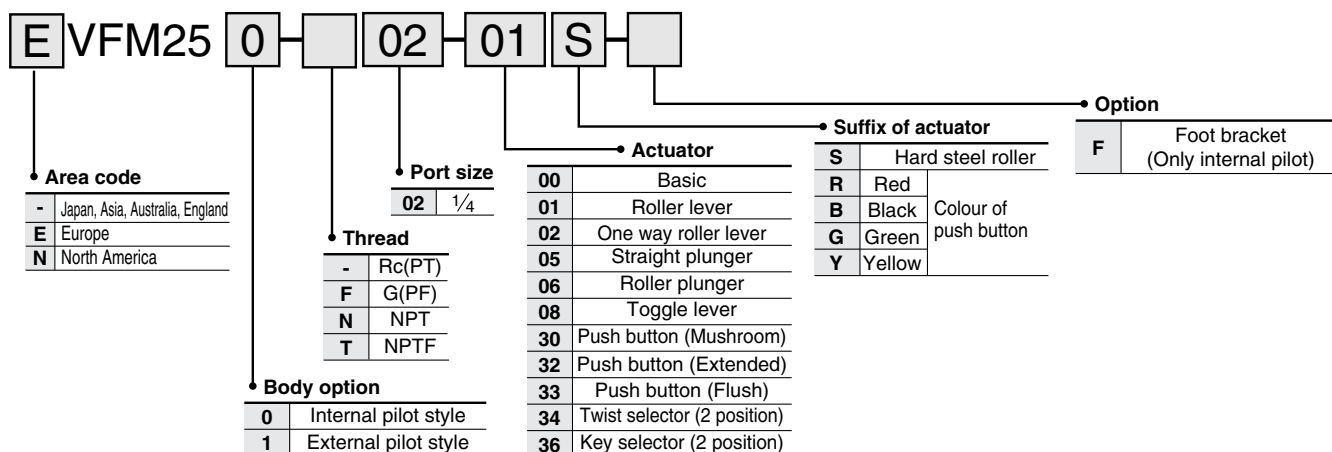 E VFM25 0 - 02 - 01 S -
Option
F Foot bracket
(Only internal pilot)
Suffix of actuator
S Hard steel roller
R Red
B Black
G Green
Y Yellow
Colour of
push button
Actuator
00 Basic
01 Roller lever
02 One way roller lever
05 Straight plunger
06 Roller plunger
08 Toggle lever
30 Push button (Mushroom)
32 Push button (Extended)
33 Push button (Flush)
34 Twist selector (2 position)
36 Key selector (2 position)
Port size
02 1/4
Area code
- Japan, Asia, Australia, England
E Europe
N North America
Thread
- Rc(PT)
F G(PF)
N NPT
T NPTF
Body option
0 Internal pilot style
1 External pilot style